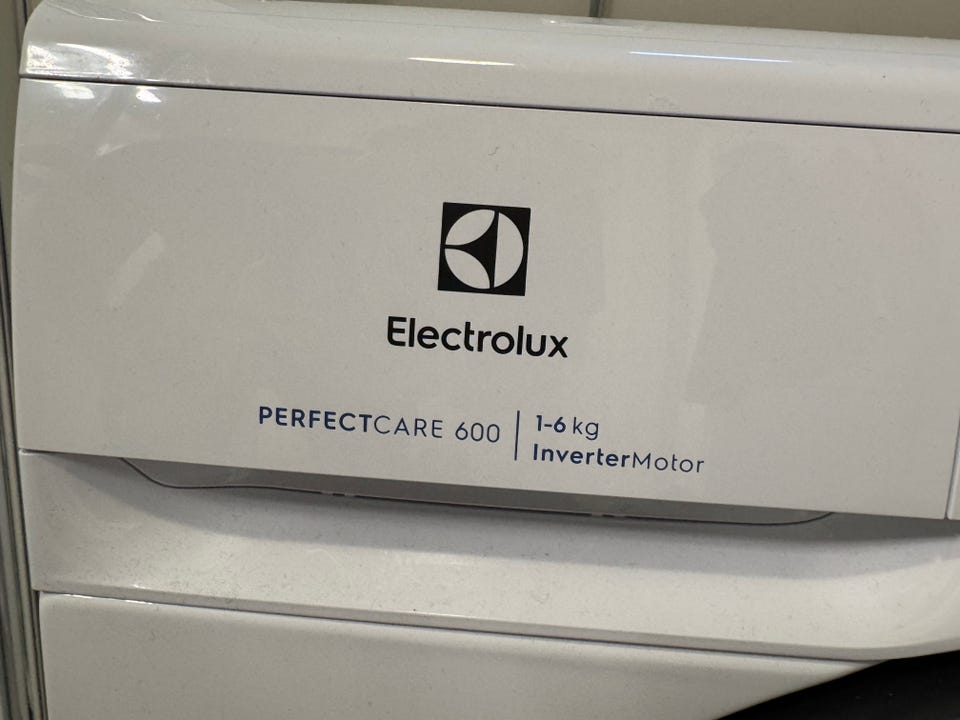 Electrolux
PERFECTCARE 600
1-6 kg
InverterMotor